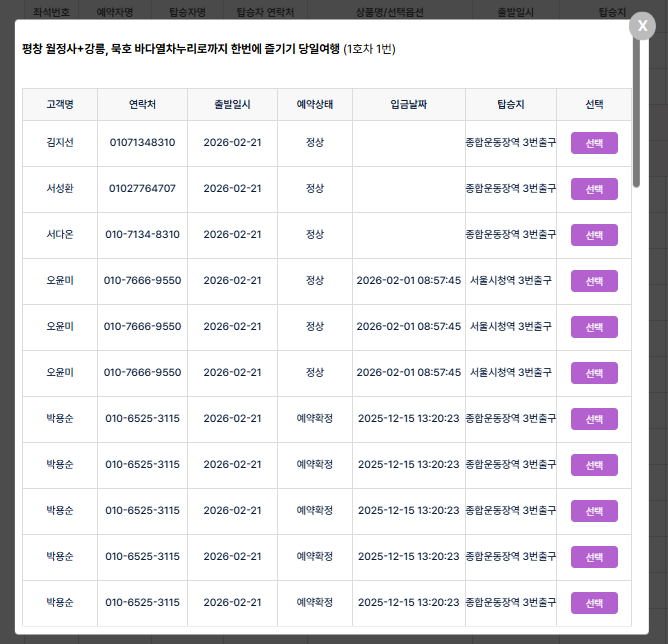 좌석번호 예약자명 탑승자명 탑승자 연락처 상품명/선택옵션 출발일시 탑승지
X
평창 월정사+강릉, 묵호 바다열차누리로까지 한번에 즐기기 당일여행 (1호차 1번)
고객명 연락처 출발일시 예약상태 입금날짜 탑승지 선택
김지선 01071348310 2026-02-21 정상 종합운동장역 3번출구 선택
서성환 01027764707 2026-02-21 정상 종합운동장역 3번출구 선택
서다온 010-7134-8310 2026-02-21 정상 종합운동장역 3번출구 선택
오윤미 010-7666-9550 2026-02-21 정상 2026-02-01 08:57:45 서울시청역 3번출구 선택
오윤미 010-7666-9550 2026-02-21 정상 2026-02-01 08:57:45 서울시청역 3번출구 선택
오윤미 010-7666-9550 2026-02-21 정상 2026-02-01 08:57:45 서울시청역 3번출구 선택
박용순 010-6525-3115 2026-02-21 예약확정 2025-12-15 13:20:23 종합운동장역 3번출구 선택
박용순 010-6525-3115 2026-02-21 예약확정 2025-12-15 13:20:23 종합운동장역 3번출구 선택
박용순 010-6525-3115 2026-02-21 예약확정 2025-12-15 13:20:23 종합운동장역 3번출구 선택
박용순 010-6525-3115 2026-02-21 예약확정 2025-12-15 13:20:23 종합운동장역 3번출구 선택
박용순 010-6525-3115 2026-02-21 예약확정 2025-12-15 13:20:23 종합운동장역 3번출구 선택